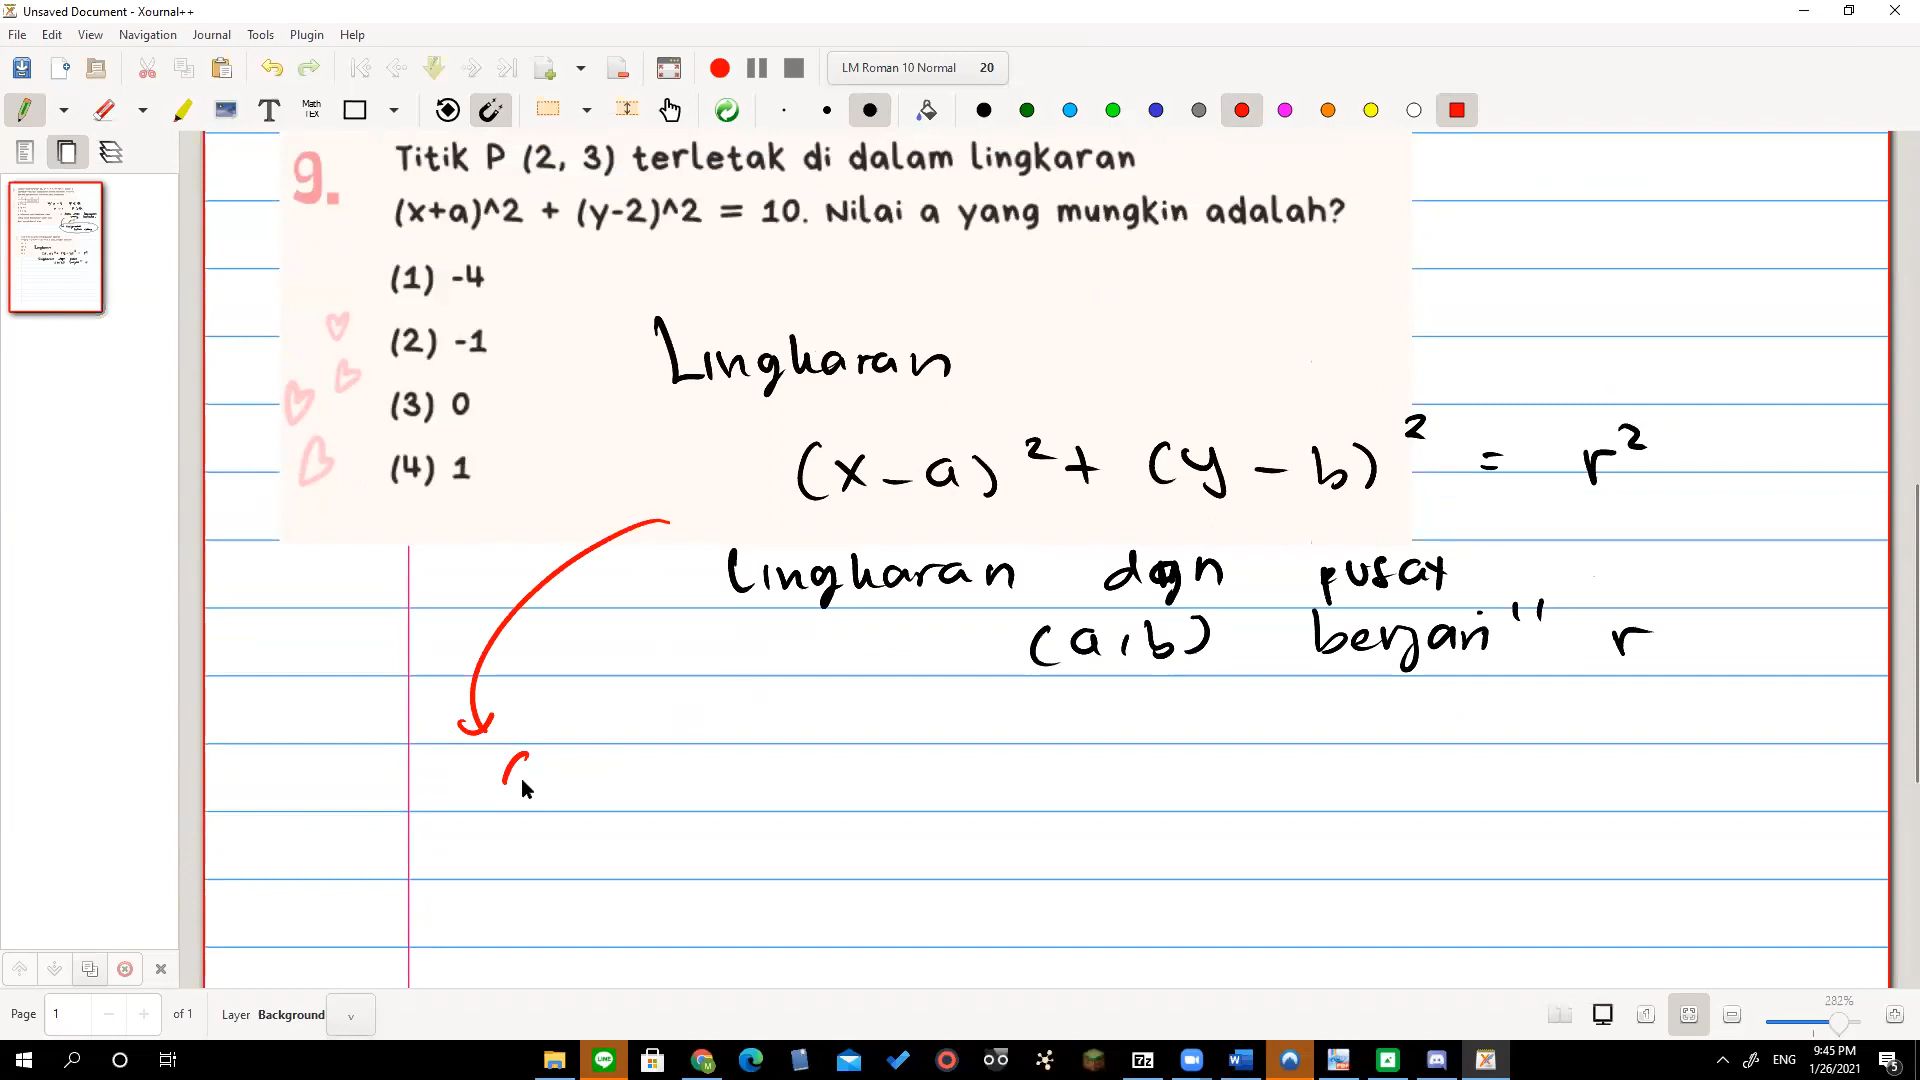 Unsaved Document - Xournal++
File Edit View Navigation Journal Tools Plugin Help
LM Roman 10 Normal 20
Math
TEX
9. Titik P (2, 3) terletak di dalam lingkaran
(x+a)^2 + (y-2)^2 = 10. Nilai a yang mungkin adalah?
(1) -4
(2) -1
(3) 0
(4) 1
Lingkaran
(x-a)² + (y-b)² = r²
lingkaran dgn pusat
(a,b) berjari" r
(
Page 1 of 1 Layer Background v
282%
ENG
9:45 PM
1/26/2021
5